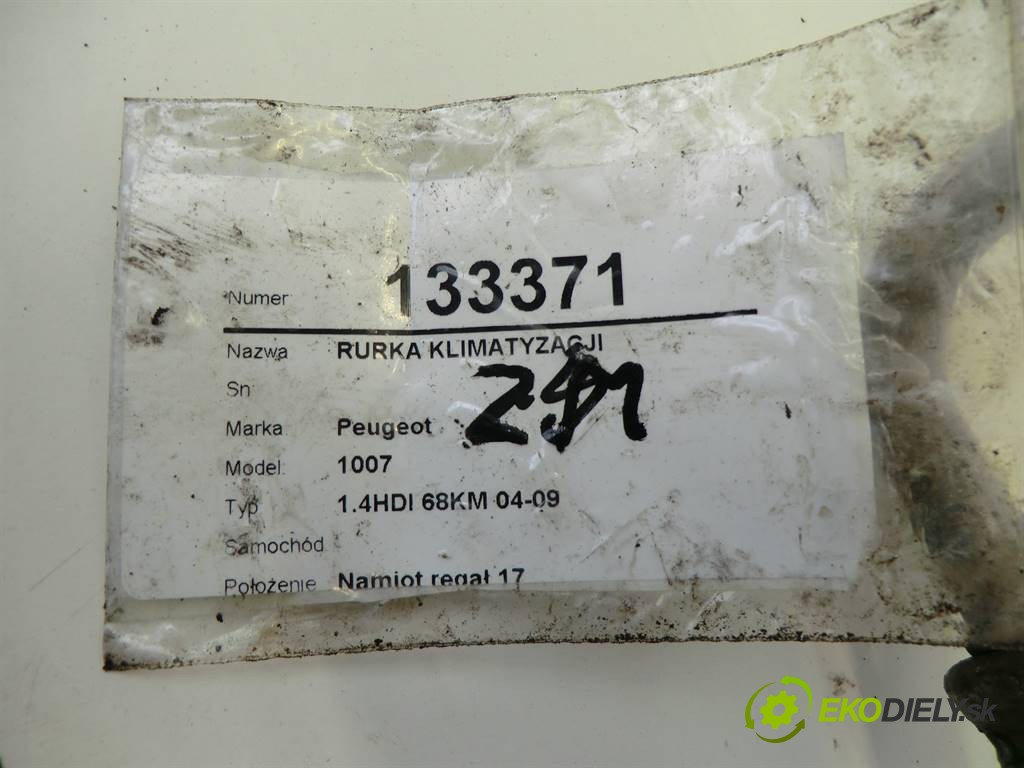 Numer 133371
Nazwa RURKA KLIMATYZACJI
Sn
Marka Peugeot
Model: 1007
Typ 1.4HDI 68KM 04-09
Samochód
Położenie Namiot regał 17
EKODIELY.sk